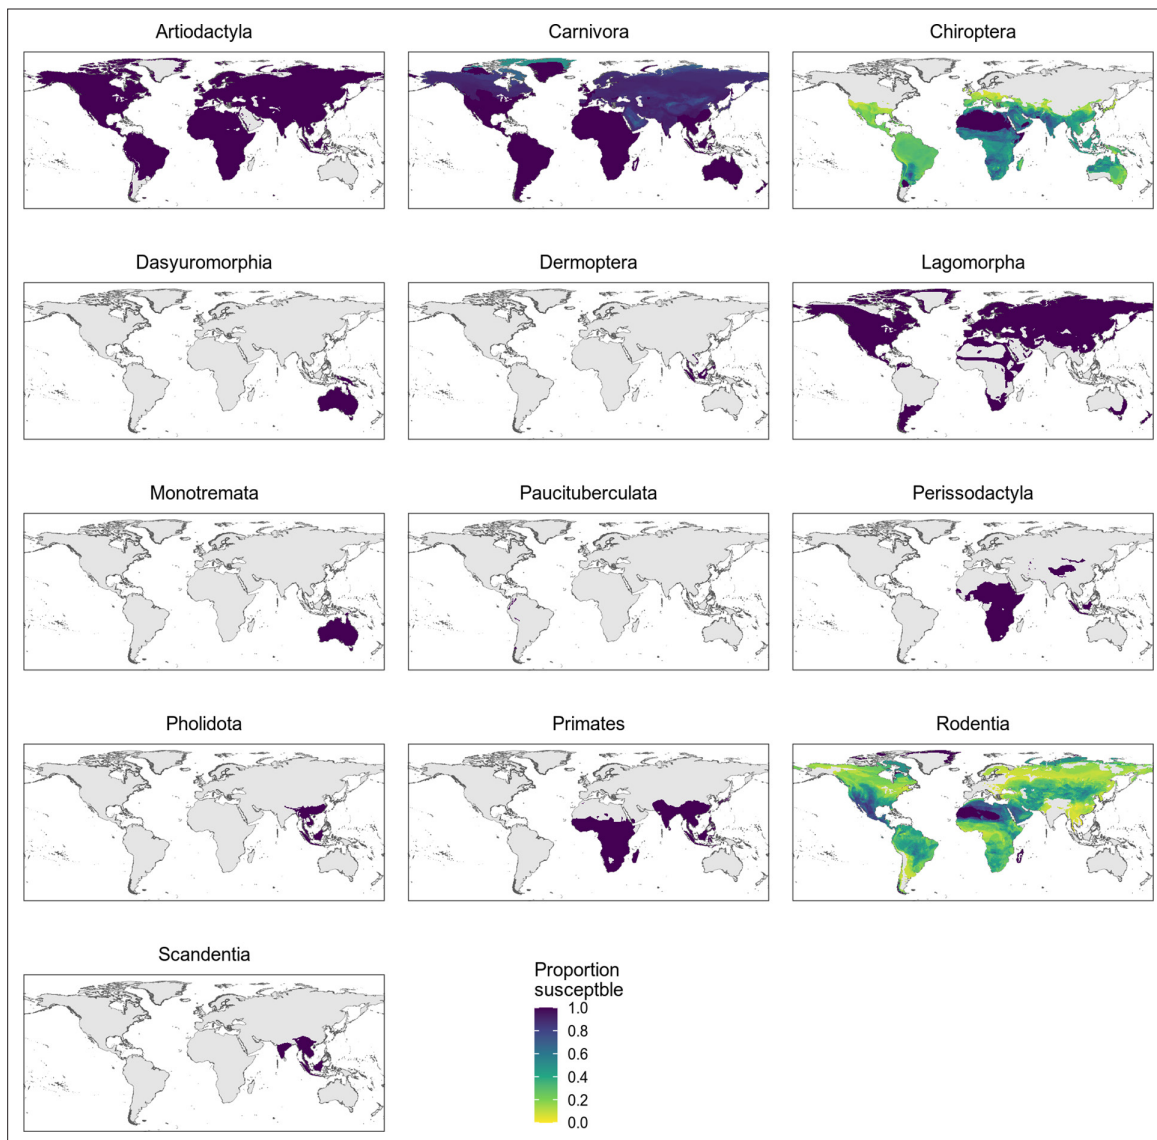 Artiodactyla
Carnivora
Chiroptera
Dasyuromorphia
Dermoptera
Lagomorpha
Monotremata
Paucituberculata
Perissodactyla
Pholidota
Primates
Rodentia
Scandentia
Proportion
susceptble
1.0
0.8
0.6
0.4
0.2
0.0